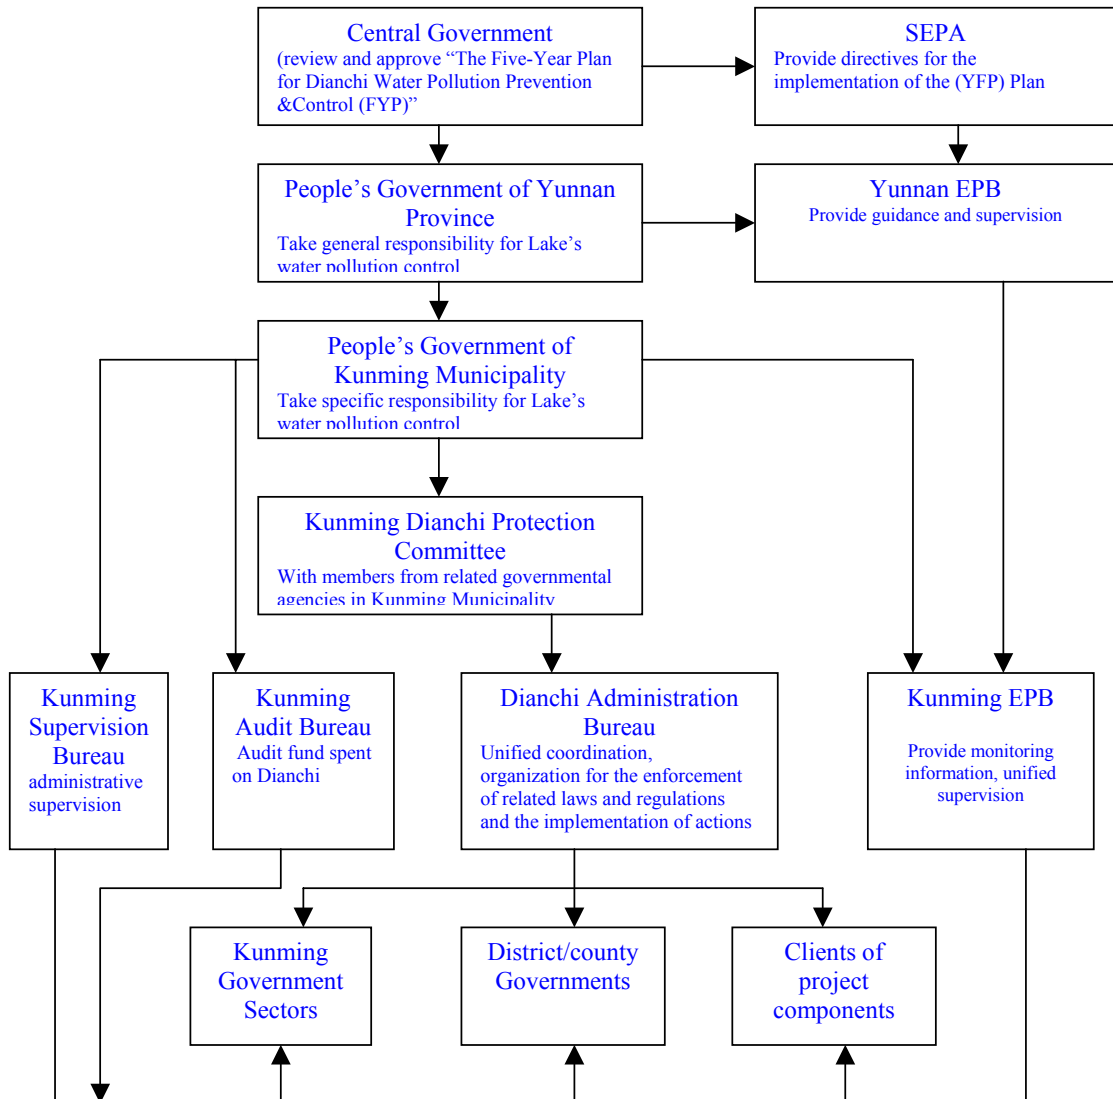 Central Government
(review and approve “The Five-Year Plan
for Dianchi Water Pollution Prevention
&Control (FYP)”
SEPA
Provide directives for the
implementation of the (YFP) Plan
People’s Government of Yunnan
Province
Take general responsibility for Lake’s
water pollution control
Yunnan EPB
Provide guidance and supervision
People’s Government of
Kunming Municipality
Take specific responsibility for Lake’s
water pollution control
Kunming Dianchi Protection
Committee
With members from related governmental
agencies in Kunming Municipality
Kunming
Supervision
Bureau
administrative
supervision
Kunming
Audit Bureau
Audit fund spent
on Dianchi
Dianchi Administration
Bureau
Unified coordination,
organization for the enforcement
of related laws and regulations
and the implementation of actions
Kunming EPB
Provide monitoring
information, unified
supervision
Kunming
Government
Sectors
District/county
Governments
Clients of
project
components